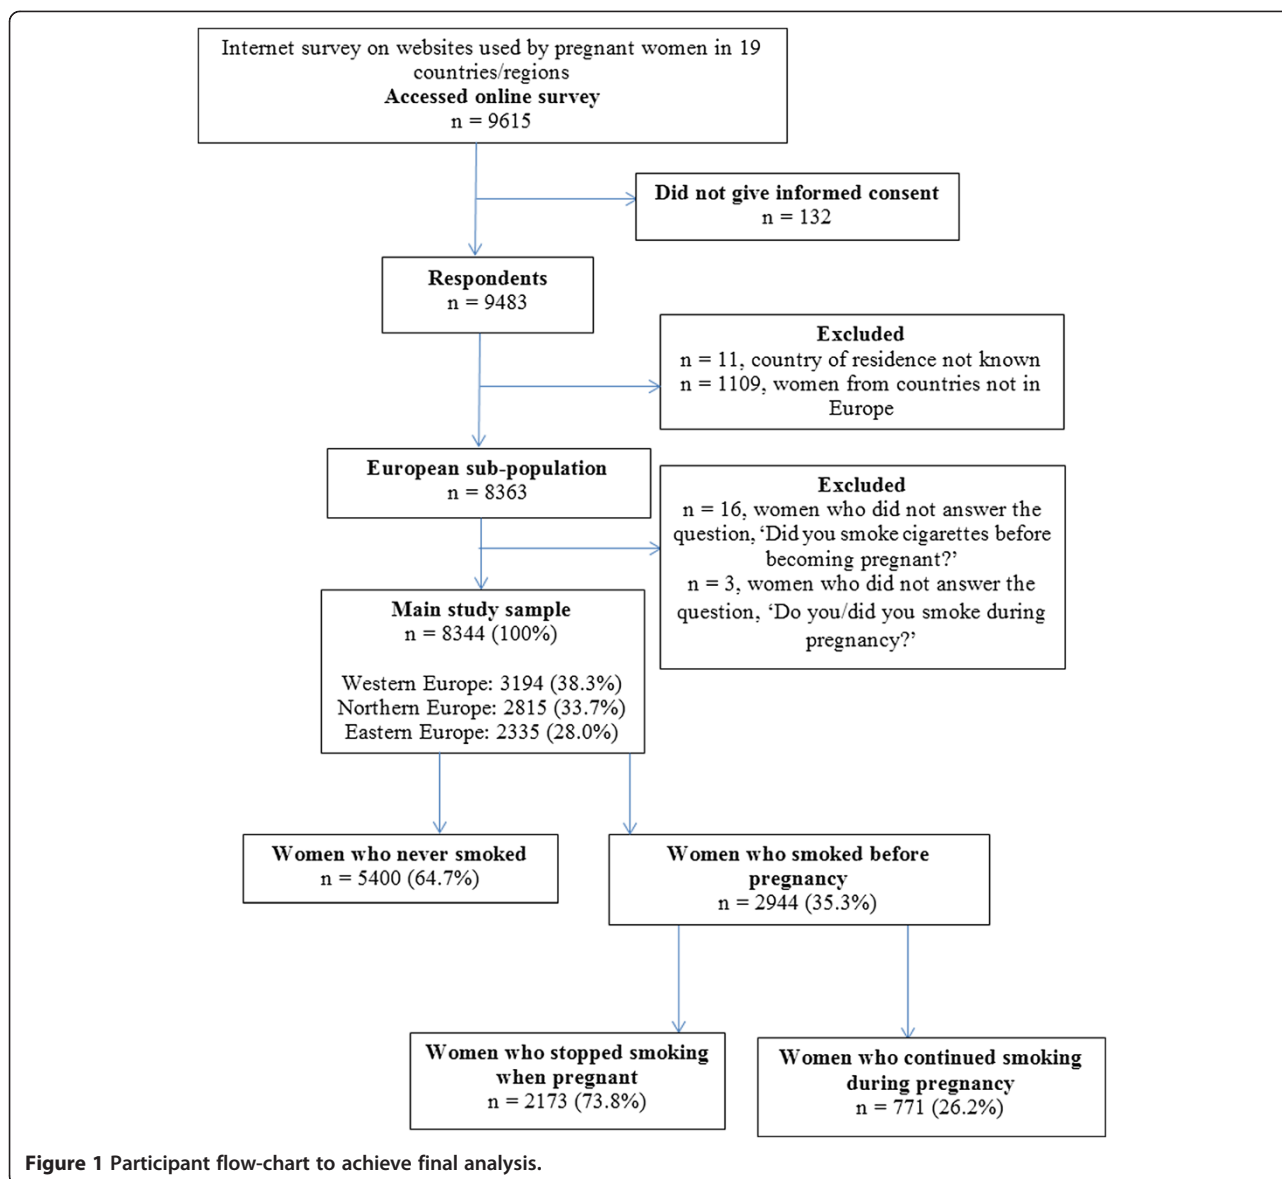 Internet survey on websites used by pregnant women in 19
countries/regions
Accessed online survey
n = 9615
Did not give informed consent
n = 132
Respondents
n = 9483
Excluded
n = 11, country of residence not known
n = 1109, women from countries not in
Europe
European sub-population
n = 8363
Excluded
n = 16, women who did not answer the
question, ‘Did you smoke cigarettes before
becoming pregnant?’
n = 3, women who did not answer the
question, ‘Do you/did you smoke during
pregnancy?’
Main study sample
n = 8344 (100%)
Western Europe: 3194 (38.3%)
Northern Europe: 2815 (33.7%)
Eastern Europe: 2335 (28.0%)
Women who never smoked
n = 5400 (64.7%)
Women who smoked before
pregnancy
n = 2944 (35.3%)
Women who stopped smoking
when pregnant
n = 2173 (73.8%)
Women who continued smoking
during pregnancy
n = 771 (26.2%)
Figure 1 Participant flow-chart to achieve final analysis.